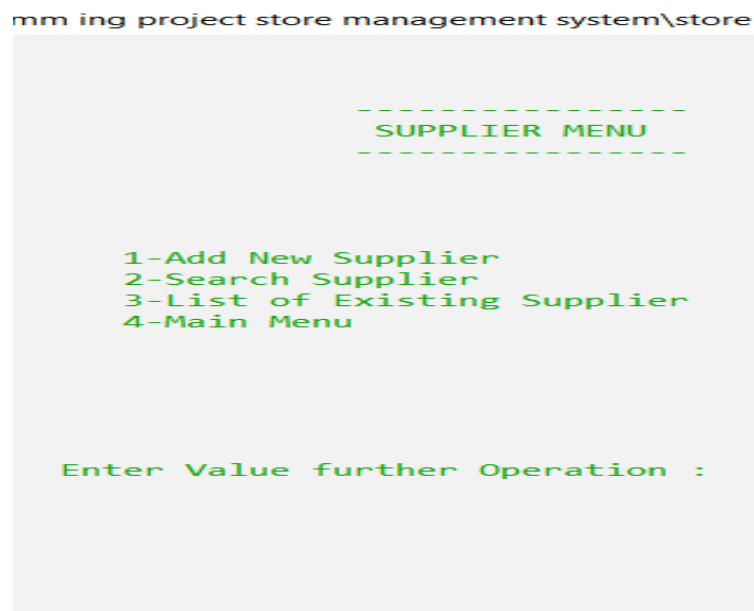 mm ing project store management system\store
-----------------
SUPPLIER MENU
-----------------
1-Add New Supplier
2-Search Supplier
3-List of Existing Supplier
4-Main Menu
Enter Value further Operation :